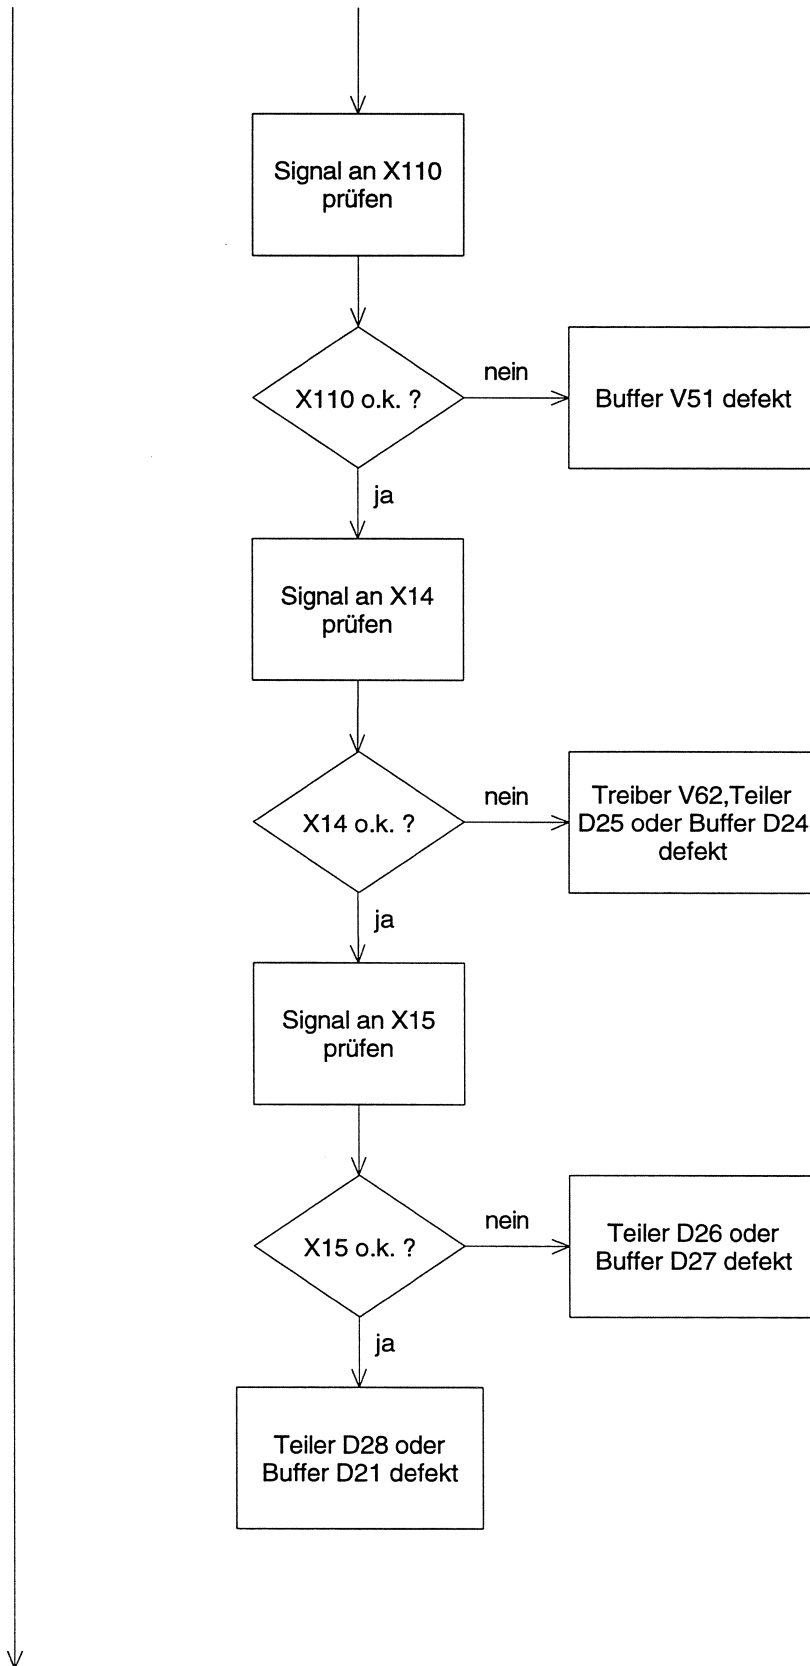 Signal an X110
prüfen
X110 o.k. ?
nein
Buffer V51 defekt
ja
Signal an X14
prüfen
X14 o.k. ?
nein
Treiber V62,Teiler
D25 oder Buffer D24
defekt
ja
Signal an X15
prüfen
X15 o.k. ?
nein
Teiler D26 oder
Buffer D27 defekt
ja
Teiler D28 oder
Buffer D21 defekt